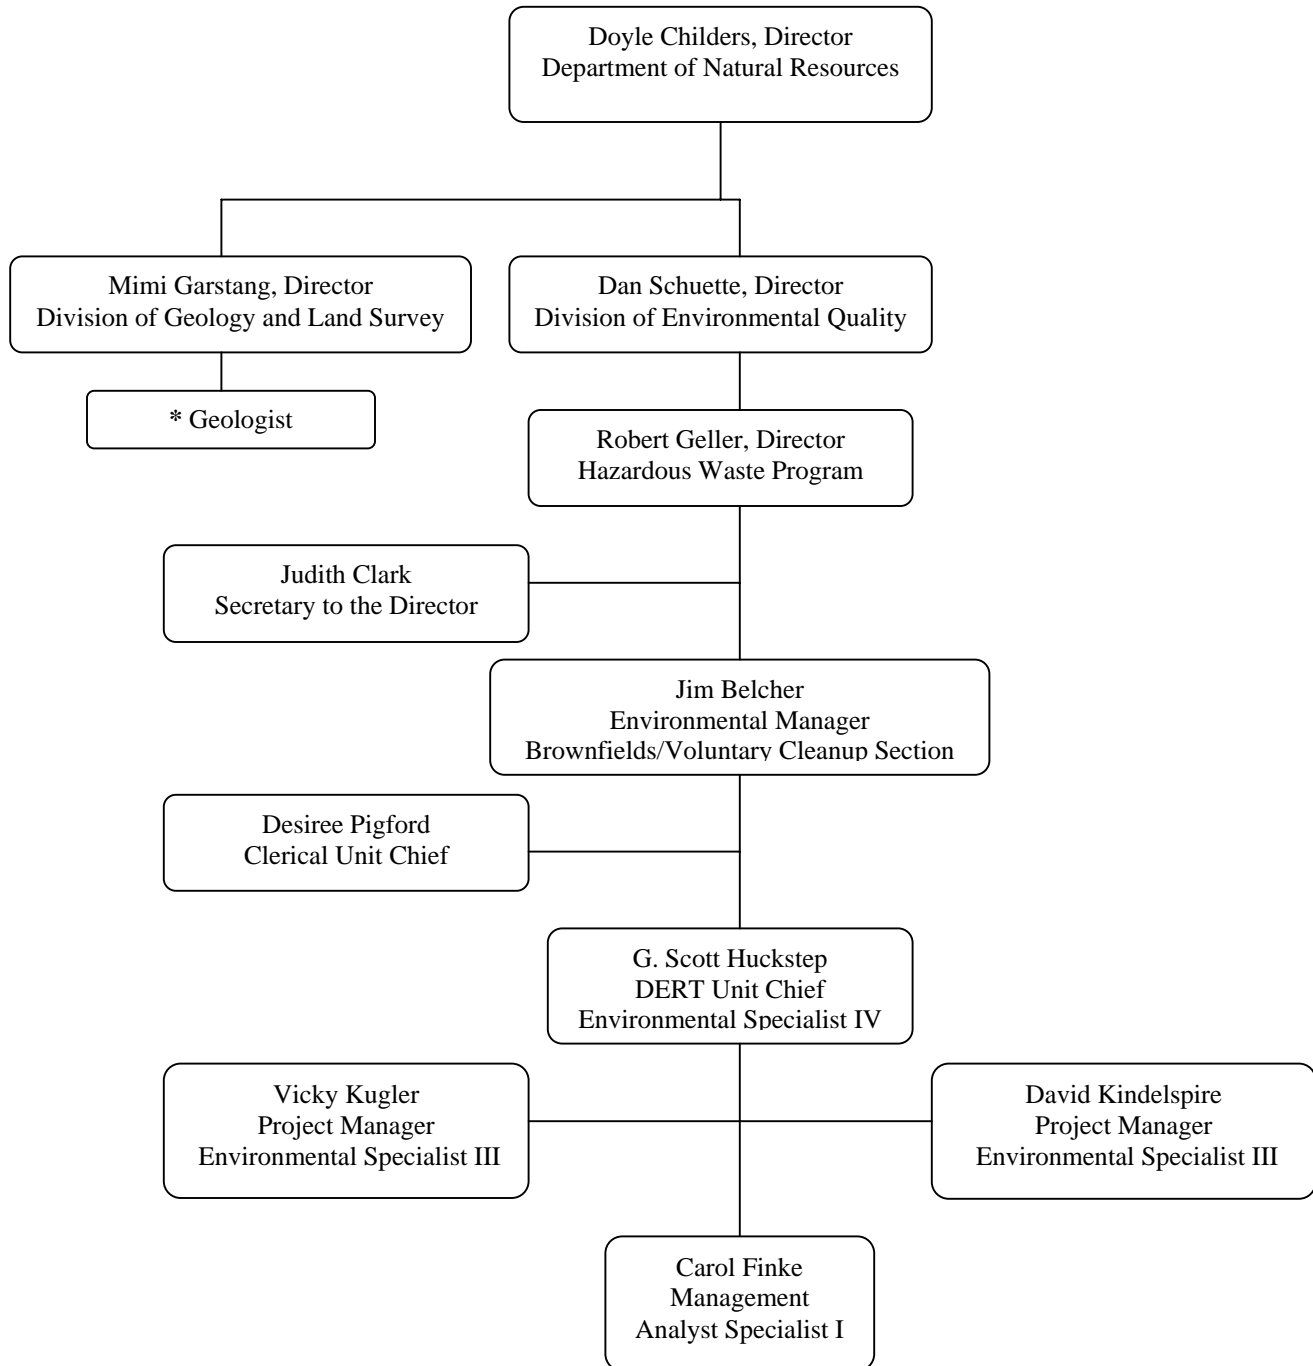 Doyle Childers, Director
Department of Natural Resources
Mimi Garstang, Director
Division of Geology and Land Survey
Dan Schuette, Director
Division of Environmental Quality
* Geologist
Robert Geller, Director
Hazardous Waste Program
Judith Clark
Secretary to the Director
Jim Belcher
Environmental Manager
Brownfields/Voluntary Cleanup Section
Desiree Pigford
Clerical Unit Chief
G. Scott Huckstep
DERT Unit Chief
Environmental Specialist IV
Vicky Kugler
Project Manager
Environmental Specialist III
David Kindelspire
Project Manager
Environmental Specialist III
Carol Finke
Management
Analyst Specialist I